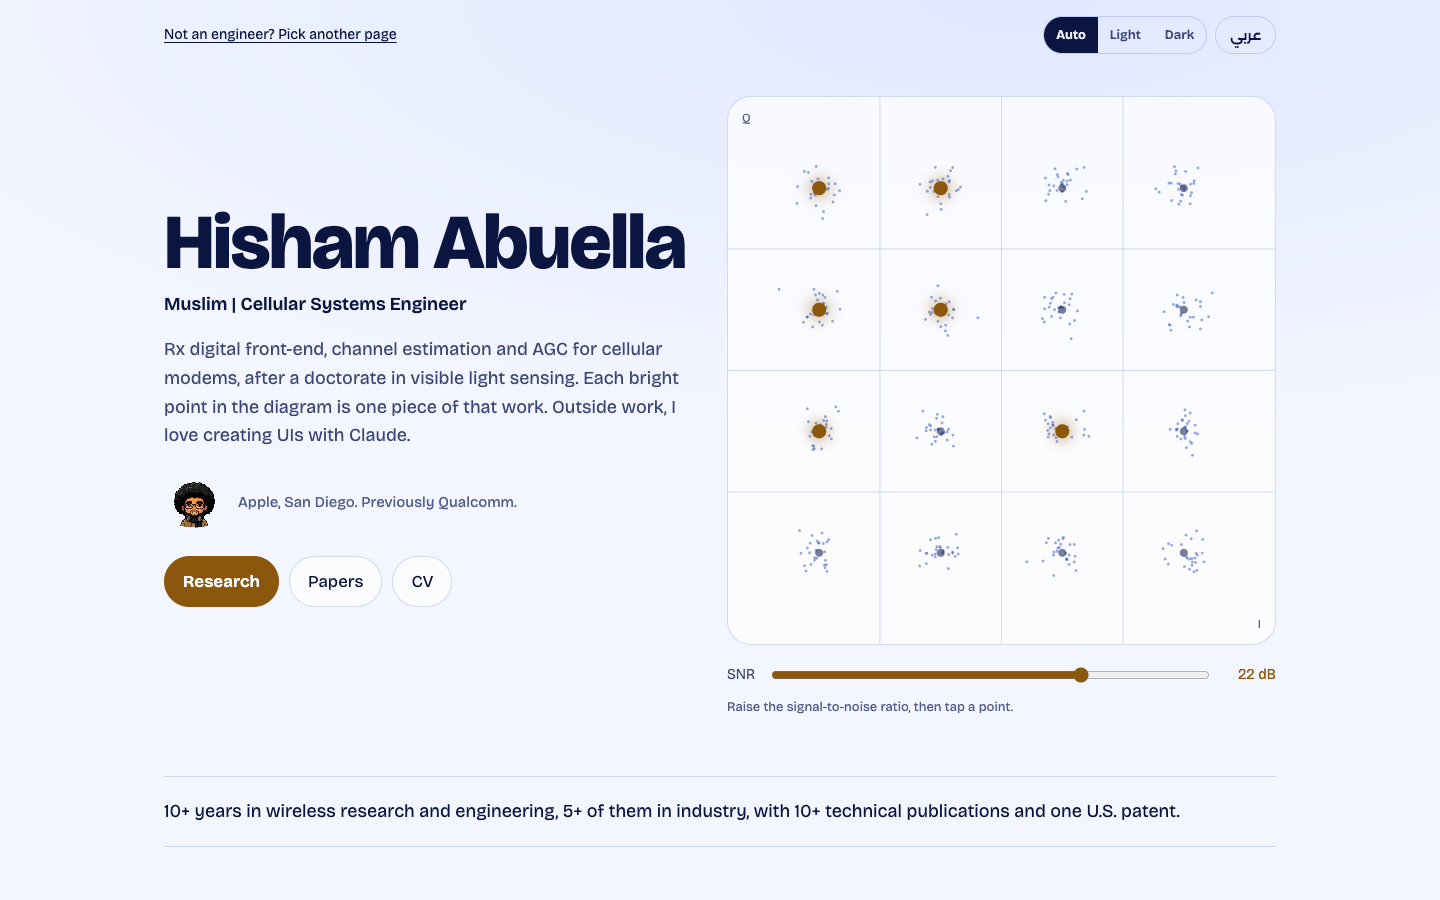 Not an engineer? Pick another page
Auto Light Dark عربي
Q
Hisham Abuella
Muslim | Cellular Systems Engineer
Rx digital front-end, channel estimation and AGC for cellular
modems, after a doctorate in visible light sensing. Each bright
point in the diagram is one piece of that work. Outside work, I
love creating UIs with Claude.
Apple, San Diego. Previously Qualcomm.
Research Papers CV
I
SNR 22 dB
Raise the signal-to-noise ratio, then tap a point.
10+ years in wireless research and engineering, 5+ of them in industry, with 10+ technical publications and one U.S. patent.